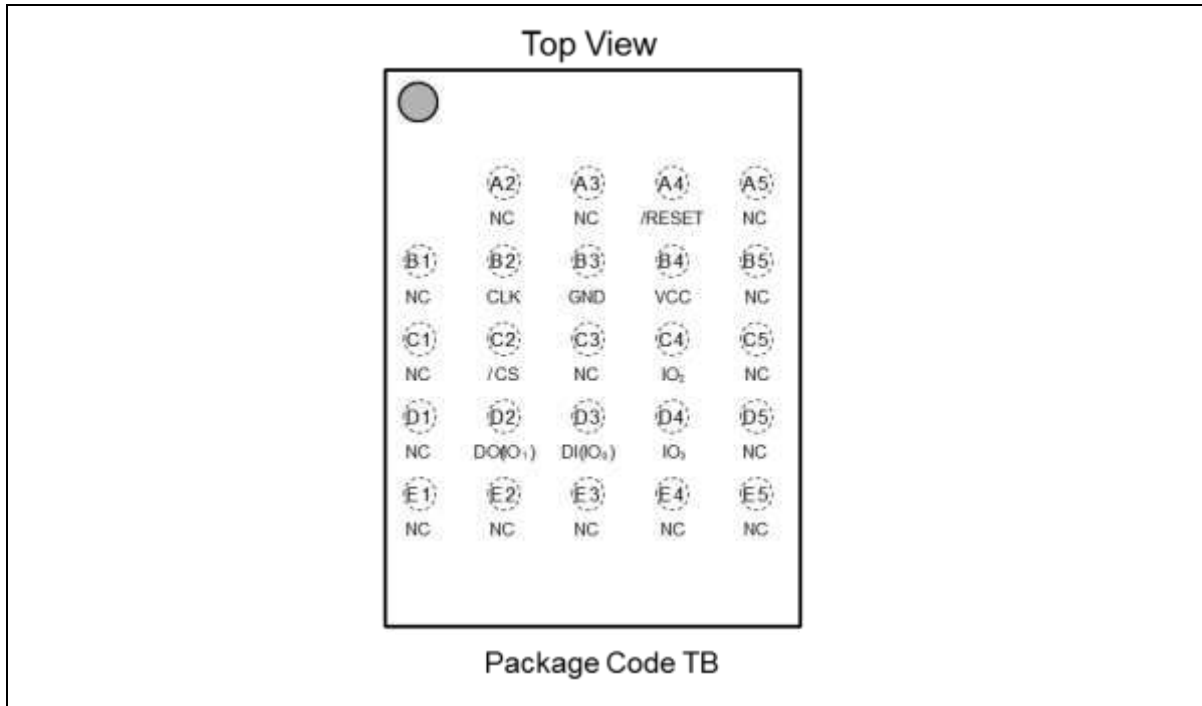 Top View
A2 A3 A4 A5
NC NC /RESET NC
B1 B2 B3 B4 B5
NC CLK GND VCC NC
C1 C2 C3 C4 C5
NC /CS NC IO₂ NC
D1 D2 D3 D4 D5
NC DO(IO₁) DI(IO₀) IO₃ NC
E1 E2 E3 E4 E5
NC NC NC NC NC
Package Code TB